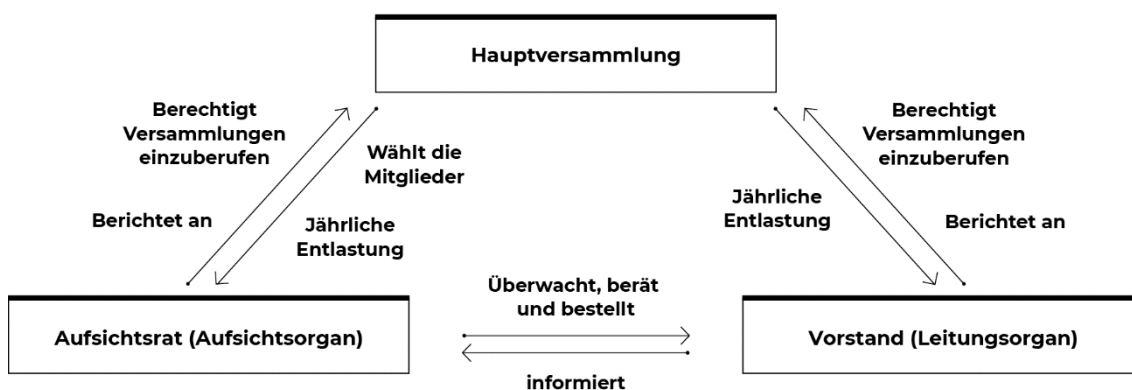 Hauptversammlung
Berechtigt
Versammlungen
einzuberufen
Wählt die
Mitglieder
Berichtet an
Jährliche
Entlastung
Berechtigt
Versammlungen
einzuberufen
Jährliche
Entlastung
Berichtet an
Überwacht, berät
und bestellt
Aufsichtsrat (Aufsichtsorgan)
Vorstand (Leitungsorgan)
informiert